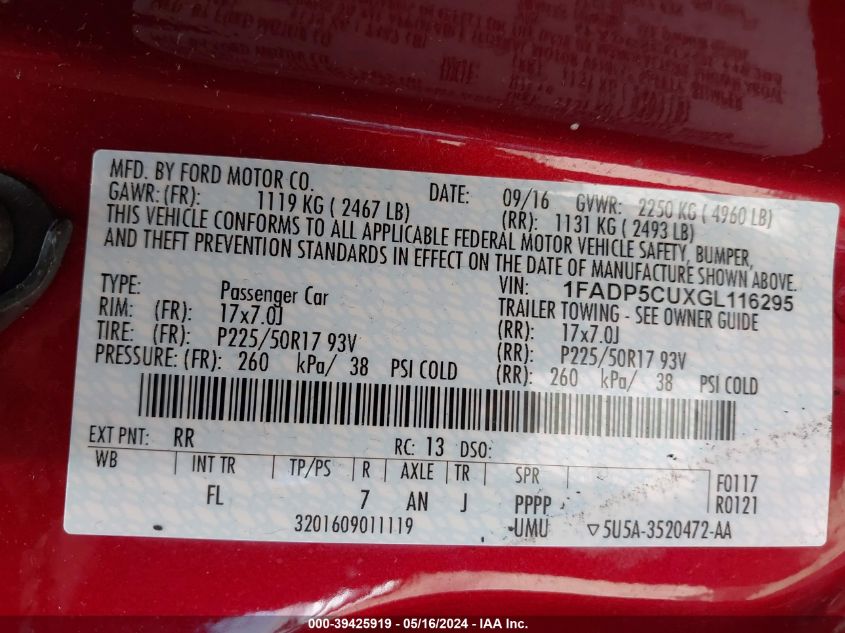 MFD. BY FORD MOTOR CO. DATE: 09/16 GVWR: 2250 KG ( 4960 LB)
GAWR: (FR): 1119 KG ( 2467 LB) (RR): 1131 KG ( 2493 LB)
THIS VEHICLE CONFORMS TO ALL APPLICABLE FEDERAL MOTOR VEHICLE SAFETY, BUMPER,
AND THEFT PREVENTION STANDARDS IN EFFECT ON THE DATE OF MANUFACTURE SHOWN ABOVE.
VIN: 1FADP5CUXGL116295
TYPE: Passenger Car TRAILER TOWING - SEE OWNER GUIDE
RIM: (FR): 17x7.0J (RR): 17x7.0J
TIRE: (FR): P225/50R17 93V (RR): P225/50R17 93V
PRESSURE: (FR): 260 kPa/ 38 PSI COLD (RR): 260 kPa/ 38 PSI COLD
EXT PNT: RR RC: 13 DSO:
WB INT TR TP/PS R AXLE TR SPR F0117
FL 7 AN J PPPP R0121
3201609011119 UMU ▽5U5A-3520472-AA
000-39425919 - 05/16/2024 - IAA Inc.